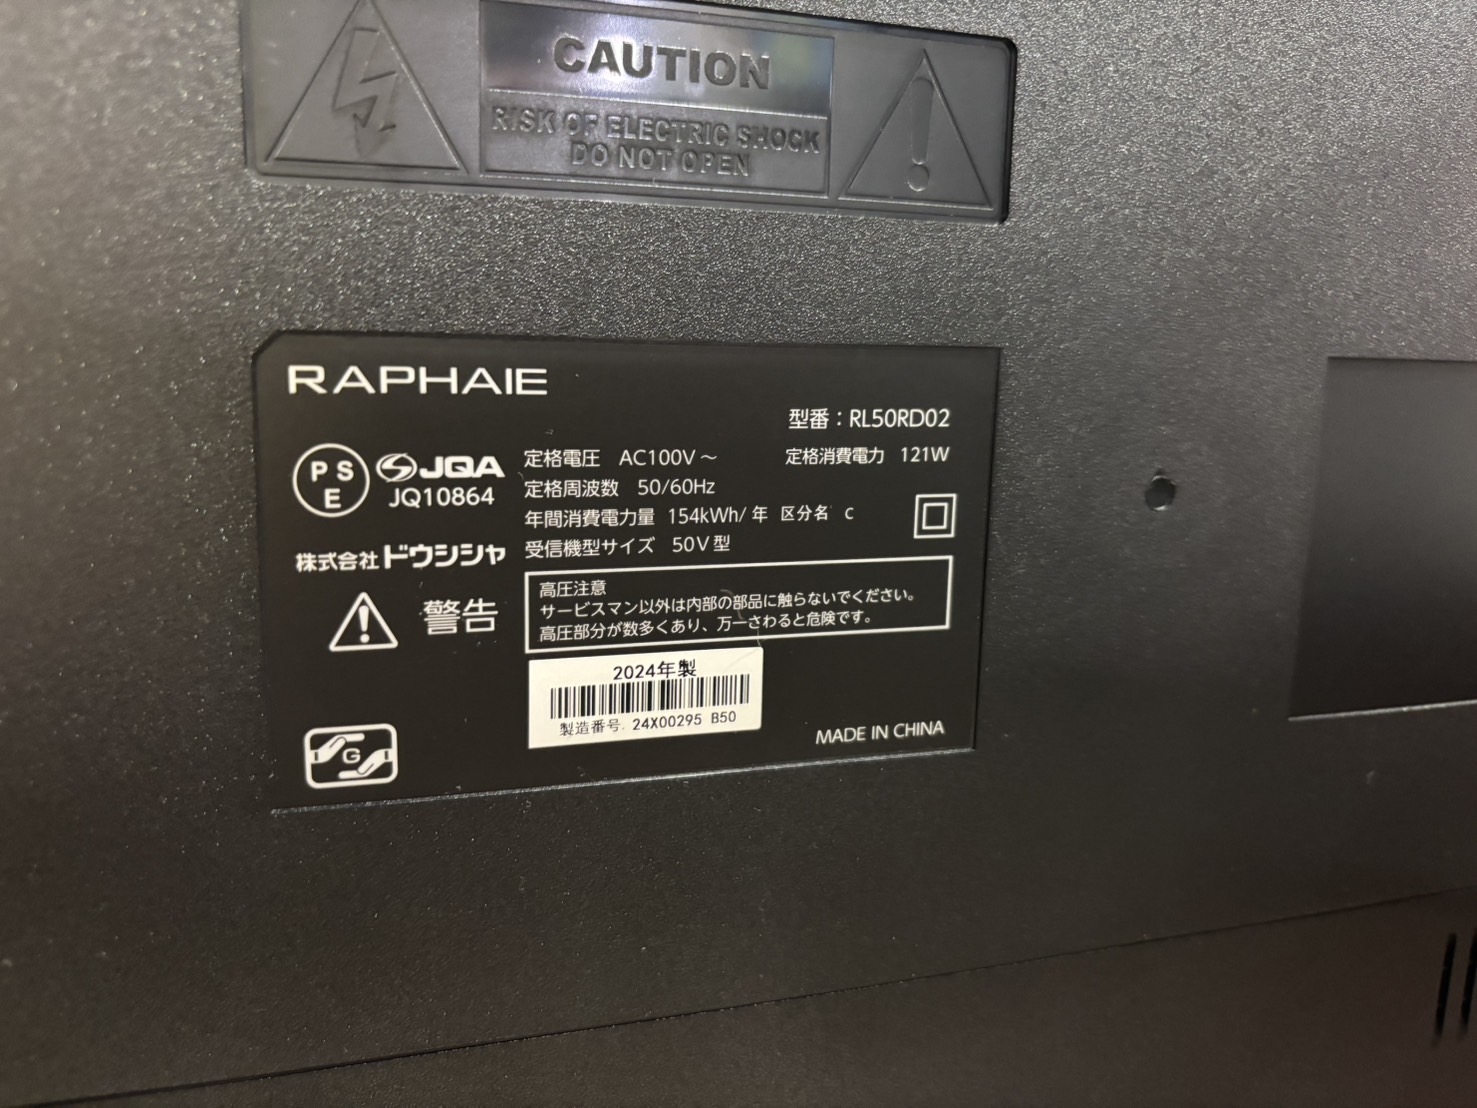 CAUTION
RISK OF ELECTRIC SHOCK
DO NOT OPEN
RAPHAIE
型番：RL50RD02
PSE
JQA
JQ10864
定格電圧 AC100V～
定格消費電力 121W
定格周波数 50/60Hz
年間消費電力量 154kWh/年 区分名 c
受信機型サイズ 50V型
株式会社ドウシシャ
警告
高圧注意
サービスマン以外は内部の部品に触らないでください。
高圧部分が数多くあり、万一さわると危険です。
2024年製
製造番号. 24X00295 B50
G
MADE IN CHINA